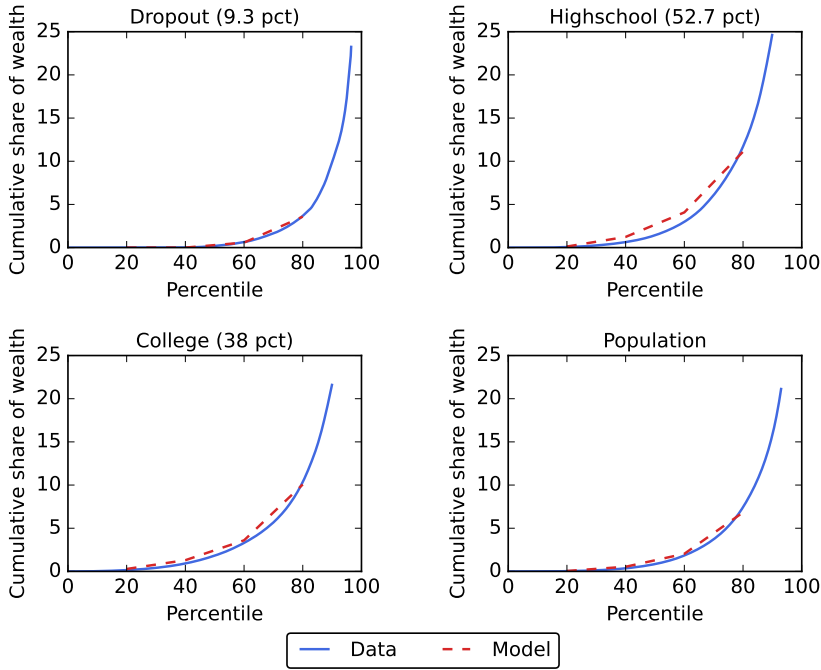 Dropout (9.3 pct)
Cumulative share of wealth
25
20
15
10
5
0
0 20 40 60 80 100
Percentile
Highschool (52.7 pct)
Cumulative share of wealth
25
20
15
10
5
0
0 20 40 60 80 100
Percentile
College (38 pct)
Cumulative share of wealth
25
20
15
10
5
0
0 20 40 60 80 100
Percentile
Population
Cumulative share of wealth
25
20
15
10
5
0
0 20 40 60 80 100
Percentile
Data Model